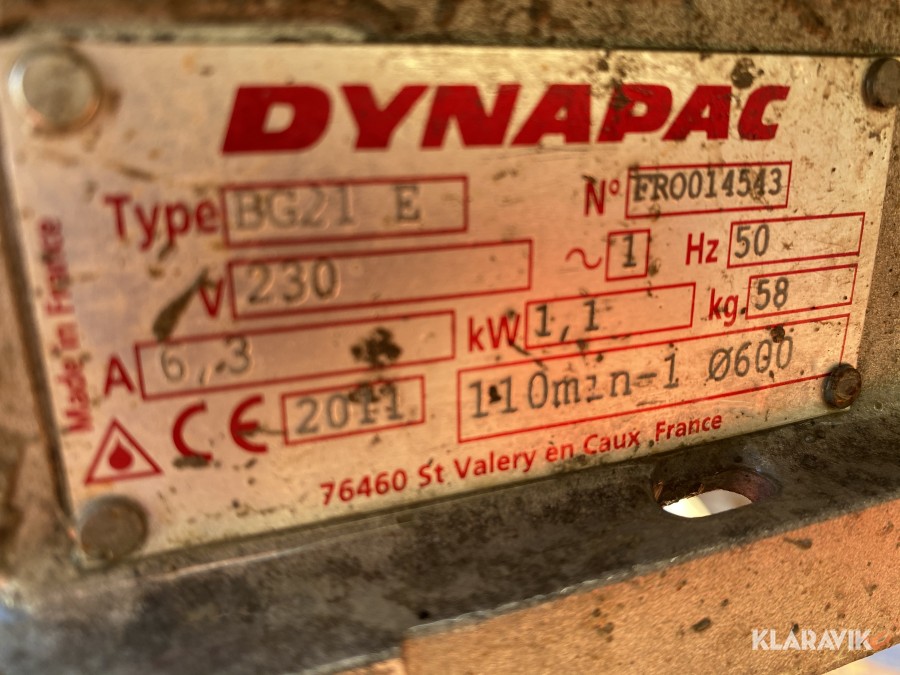 DYNAPAC
Type BG21 E N° FR0014543
V 230 ~ 1 Hz 50
A 6,3 kW 1,1 kg. 58
CE 2011 110min-1 Ø600
76460 St Valery en Caux France
Made in France
KLARAVIK